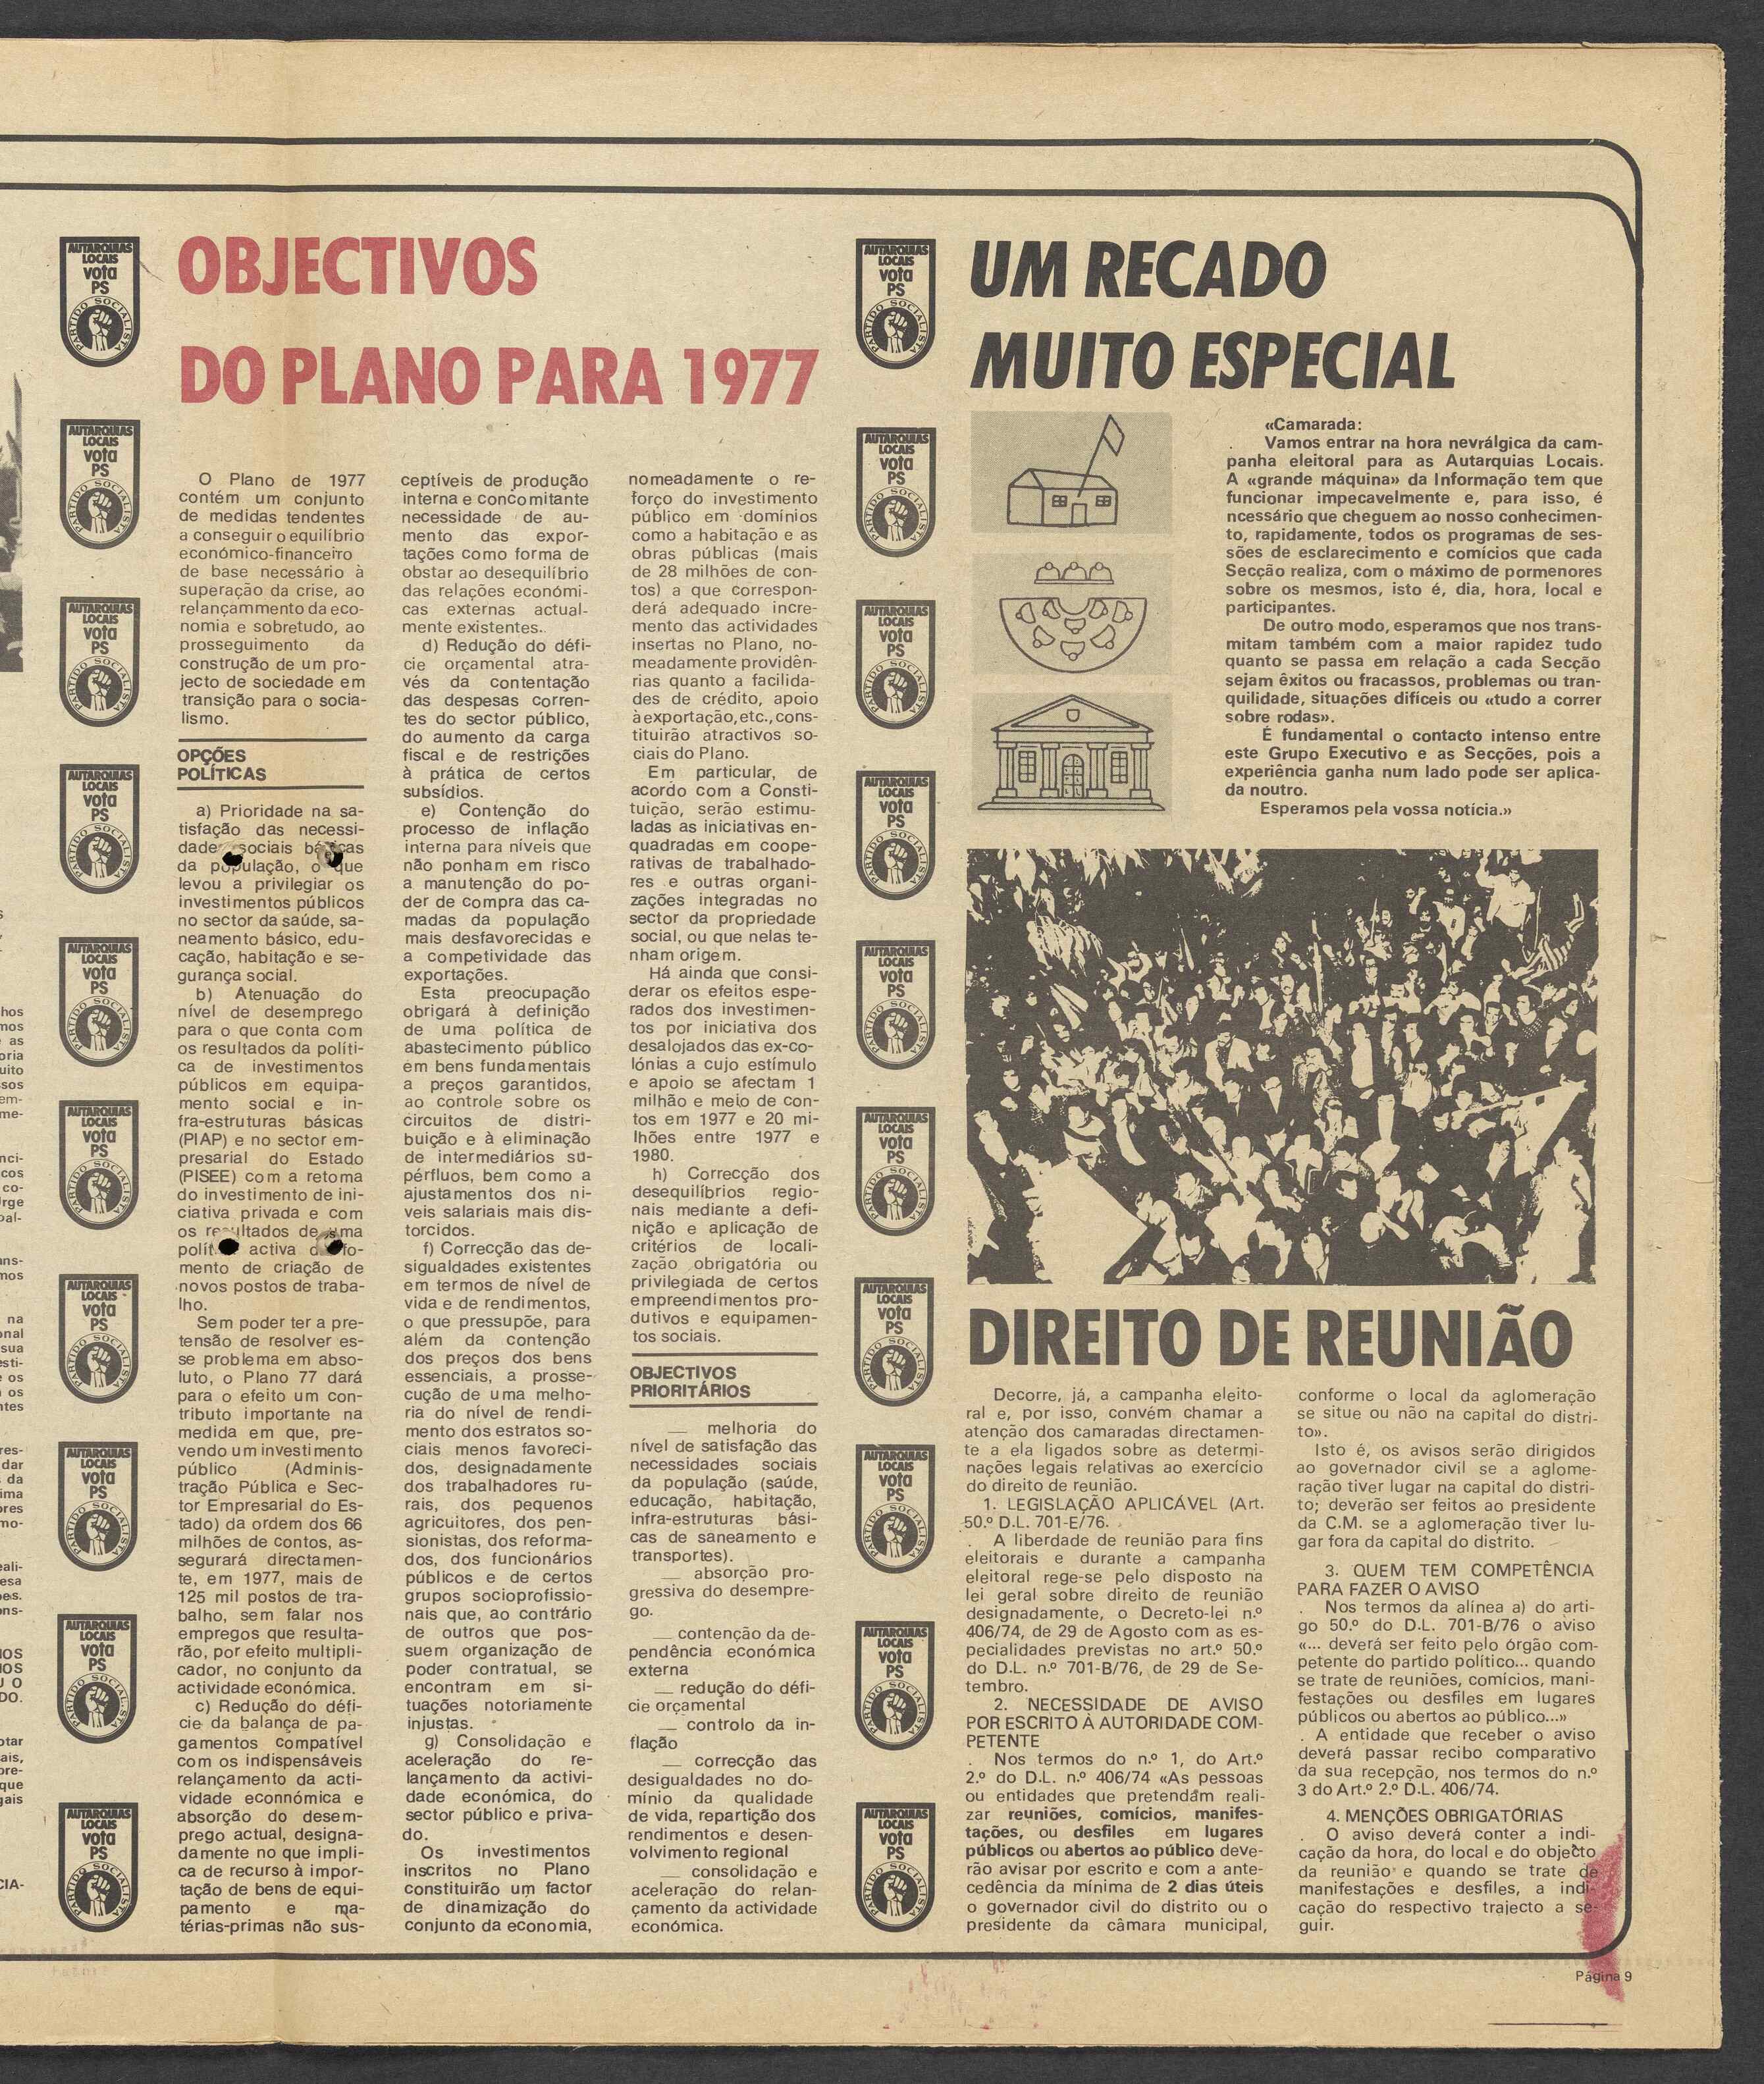 OBJECTIVOS
DO PLANO PARA 1977
O Plano de 1977
contém um conjunto
de medidas tendentes
a conseguir o equilíbrio
económico-financeiro
de base necessário à
superação da crise, ao
relançammento da eco-
nomia e sobretudo, ao
prosseguimento da
construção de um pro-
jecto de sociedade em
transição para o socia-
lismo.
OPÇÕES
POLÍTICAS
a) Prioridade na sa-
tisfação das necessi-
dades sociais básicas
da população, o que
levou a privilegiar os
investimentos públicos
no sector da saúde, sa-
neamento básico, edu-
cação, habitação e se-
gurança social.
b) Atenuação do
nível de desemprego
para o que conta com
os resultados da políti-
ca de investimentos
públicos em equipa-
mento social e in-
fra-estruturas básicas
(PIAP) e no sector em-
presarial do Estado
(PISEE) com a retoma
do investimento de ini-
ciativa privada e com
os resultados de uma
polít activa de fo-
mento de criação de
novos postos de traba-
lho.
Sem poder ter a pre-
tensão de resolver es-
se problema em abso-
luto, o Plano 77 dará
para o efeito um con-
tributo importante na
medida em que, pre-
vendo um investimento
público (Adminis-
tração Pública e Sec-
tor Empresarial do Es-
tado) da ordem dos 66
milhões de contos, as-
segurará directamen-
te, em 1977, mais de
125 mil postos de tra-
balho, sem falar nos
empregos que resulta-
rão, por efeito multipli-
cador, no conjunto da
actividade económica.
c) Redução do défi-
cie da balança de pa-
gamentos compatível
com os indispensáveis
relançamento da acti-
vidade econnómica e
absorção do desem-
prego actual, designa-
damente no que impli-
ca de recurso à impor-
tação de bens de equi-
pamento e ma-
térias-primas não sus-
ceptíveis de produção
interna e concomitante
necessidade de au-
mento das expor-
tações como forma de
obstar ao desequilíbrio
das relações económi-
cas externas actual-
mente existentes.
d) Redução do défi-
cie orçamental atra-
vés da contentação
das despesas corren-
tes do sector público,
do aumento da carga
fiscal e de restrições
à prática de certos
subsídios.
e) Contenção do
processo de inflação
interna para níveis que
não ponham em risco
a manutenção do po-
der de compra das ca-
madas da população
mais desfavorecidas e
a competividade das
exportações.
Esta preocupação
obrigará à definição
de uma política de
abastecimento público
em bens fundamentais
a preços garantidos,
ao controle sobre os
circuitos de distri-
buição e à eliminação
de intermediários su-
pérfluos, bem como a
ajustamentos dos ni-
veis salariais mais dis-
torcidos.
f) Correcção das de-
sigualdades existentes
em termos de nível de
vida e de rendimentos,
o que pressupõe, para
além da contenção
dos preços dos bens
essenciais, a prosse-
cução de uma melho-
ria do nível de rendi-
mento dos estratos so-
ciais menos favoreci-
dos, designadamente
dos trabalhadores ru-
rais, dos pequenos
agricultores, dos pen-
sionistas, dos reforma-
dos, dos funcionários
públicos e de certos
grupos socioprofissio-
nais que, ao contrário
de outros que pos-
suem organização de
poder contratual, se
encontram em si-
tuações notoriamente
injustas.
g) Consolidação e
aceleração do re-
lançamento da activi-
dade económica, do
sector público e priva-
do.
Os investimentos
inscritos no Plano
constituirão um factor
de dinamização do
conjunto da economia,
nomeadamente o re-
forço do investimento
público em domínios
como a habitação e as
obras públicas (mais
de 28 milhões de con-
tos) a que correspon-
derá adequado incre-
mento das actividades
insertas no Plano, no-
meadamente providên-
rias quanto a facilida-
des de crédito, apoio
à exportação, etc., cons-
tituirão atractivos so-
ciais do Plano.
Em particular, de
acordo com a Consti-
tuição, serão estimu-
ladas as iniciativas en-
quadradas em coope-
rativas de trabalhado-
res e outras organi-
zações integradas no
sector da propriedade
social, ou que nelas te-
nham origem.
Há ainda que consi-
derar os efeitos espe-
rados dos investimen-
tos por iniciativa dos
desalojados das ex-co-
lónias a cujo estímulo
e apoio se afectam 1
milhão e meio de con-
tos em 1977 e 20 mi-
lhões entre 1977 e
1980.
h) Correcção dos
desequilíbrios regio-
nais mediante a defi-
nição e aplicação de
critérios de locali-
zação obrigatória ou
privilegiada de certos
empreendimentos pro-
dutivos e equipamen-
tos sociais.
OBJECTIVOS
PRIORITÁRIOS
— melhoria do
nível de satisfação das
necessidades sociais
da população (saúde,
educação, habitação,
infra-estruturas bási-
cas de saneamento e
transportes).
— absorção pro-
gressiva do desempre-
go.
— contenção da de-
pendência económica
externa
— redução do défi-
cie orçamental
— controlo da in-
flação
— correcção das
desigualdades no do-
mínio da qualidade
de vida, repartição dos
rendimentos e desen-
volvimento regional
— consolidação e
aceleração do relan-
çamento da actividade
económica.
UM RECADO
MUITO ESPECIAL
«Camarada:
Vamos entrar na hora nevrálgica da cam-
panha eleitoral para as Autarquias Locais.
A «grande máquina» da Informação tem que
funcionar impecavelmente e, para isso, é
ncessário que cheguem ao nosso conhecimen-
to, rapidamente, todos os programas de ses-
sões de esclarecimento e comícios que cada
Secção realiza, com o máximo de pormenores
sobre os mesmos, isto é, dia, hora, local e
participantes.
De outro modo, esperamos que nos trans-
mitam também com a maior rapidez tudo
quanto se passa em relação a cada Secção
sejam êxitos ou fracassos, problemas ou tran-
quilidade, situações difíceis ou «tudo a correr
sobre rodas».
É fundamental o contacto intenso entre
este Grupo Executivo e as Secções, pois a
experiência ganha num lado pode ser aplica-
da noutro.
Esperamos pela vossa notícia.»
DIREITO DE REUNIÃO
Decorre, já, a campanha eleito-
ral e, por isso, convém chamar a
atenção dos camaradas directamen-
te a ela ligados sobre as determi-
nações legais relativas ao exercício
do direito de reunião.
1. LEGISLAÇÃO APLICÁVEL (Art.
50.º D.L. 701-E/76.
A liberdade de reunião para fins
eleitorais e durante a campanha
eleitoral rege-se pelo disposto na
lei geral sobre direito de reunião
designadamente, o Decreto-lei n.º
406/74, de 29 de Agosto com as es-
pecialidades previstas no art.º 50.º
do D.L. n.º 701-B/76, de 29 de Se-
tembro.
2. NECESSIDADE DE AVISO
POR ESCRITO À AUTORIDADE COM-
PETENTE
Nos termos do n.º 1, do Art.º
2.º do D.L. n.º 406/74 «As pessoas
ou entidades que pretendam reali-
zar reuniões, comícios, manifes-
tações, ou desfiles em lugares
públicos ou abertos ao público deve-
rão avisar por escrito e com a ante-
cedência da mínima de 2 dias úteis
o governador civil do distrito ou o
presidente da câmara municipal,
conforme o local da aglomeração
se situe ou não na capital do distri-
to».
Isto é, os avisos serão dirigidos
ao governador civil se a aglome-
ração tiver lugar na capital do distri-
to; deverão ser feitos ao presidente
da C.M. se a aglomeração tiver lu-
gar fora da capital do distrito.
3. QUEM TEM COMPETÊNCIA
PARA FAZER O AVISO
Nos termos da alínea a) do arti-
go 50.º do D.L. 701-B/76 o aviso
«... deverá ser feito pelo órgão com-
petente do partido político... quando
se trate de reuniões, comícios, mani-
festações ou desfiles em lugares
públicos ou abertos ao público...»
A entidade que receber o aviso
deverá passar recibo comparativo
da sua recepção, nos termos do n.º
3 do Art.º 2.º D.L. 406/74.
4. MENÇÕES OBRIGATÓRIAS
O aviso deverá conter a indi-
cação da hora, do local e do objecto
da reunião e quando se trate de
manifestações e desfiles, a indi-
cação do respectivo trajecto a se-
guir.
Página 9
AUTARQUIAS
LOCAIS
vota
PS
PARTIDO SOCIALISTA